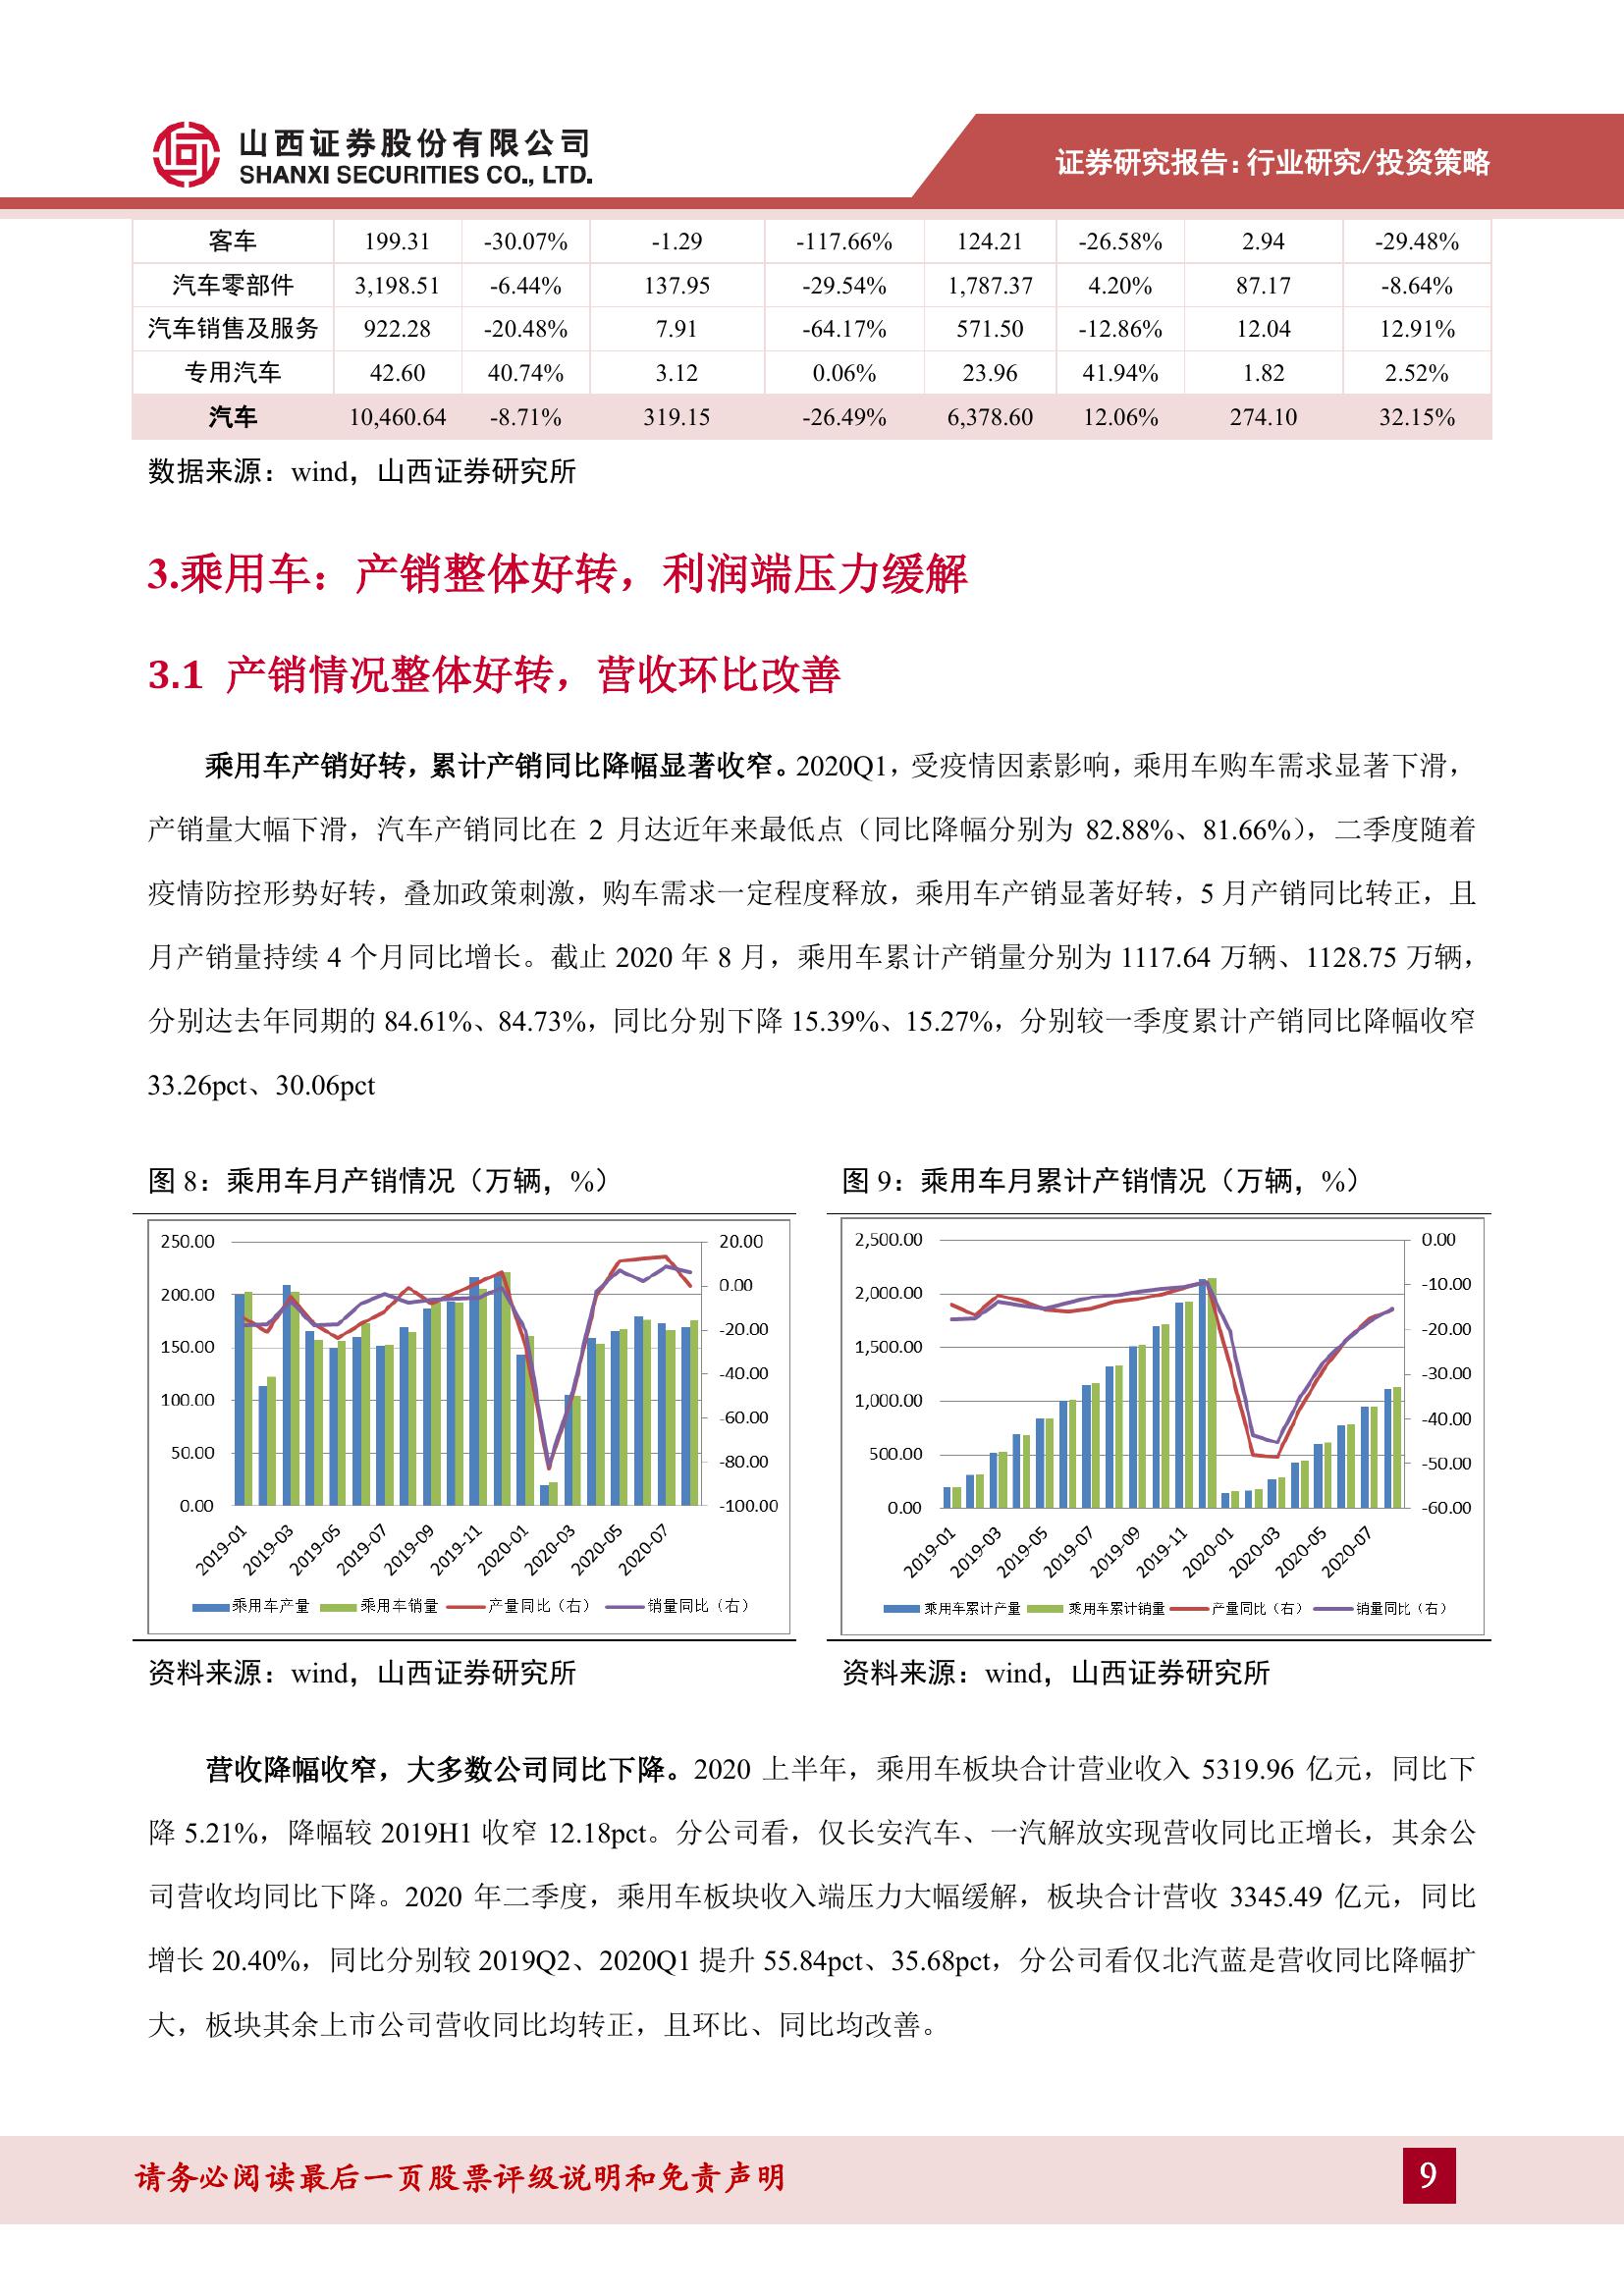 山西证券股份有限公司
SHANXI SECURITIES CO., LTD.
证券研究报告：行业研究/投资策略
客车 199.31 -30.07% -1.29 -117.66% 124.21 -26.58% 2.94 -29.48%
汽车零部件 3,198.51 -6.44% 137.95 -29.54% 1,787.37 4.20% 87.17 -8.64%
汽车销售及服务 922.28 -20.48% 7.91 -64.17% 571.50 -12.86% 12.04 12.91%
专用汽车 42.60 40.74% 3.12 0.06% 23.96 41.94% 1.82 2.52%
汽车 10,460.64 -8.71% 319.15 -26.49% 6,378.60 12.06% 274.10 32.15%
数据来源：wind，山西证券研究所
3.乘用车：产销整体好转，利润端压力缓解
3.1 产销情况整体好转，营收环比改善
乘用车产销好转，累计产销同比降幅显著收窄。2020Q1，受疫情因素影响，乘用车购车需求显著下滑，
产销量大幅下滑，汽车产销同比在 2 月达近年来最低点（同比降幅分别为 82.88%、81.66%），二季度随着
疫情防控形势好转，叠加政策刺激，购车需求一定程度释放，乘用车产销显著好转，5 月产销同比转正，且
月产销量持续 4 个月同比增长。截止 2020 年 8 月，乘用车累计产销量分别为 1117.64 万辆、1128.75 万辆，
分别达去年同期的 84.61%、84.73%，同比分别下降 15.39%、15.27%，分别较一季度累计产销同比降幅收窄
33.26pct、30.06pct
图 8：乘用车月产销情况（万辆，%）
250.00
200.00
150.00
100.00
50.00
0.00
20.00
0.00
-20.00
-40.00
-60.00
-80.00
-100.00
2019-01 2019-03 2019-05 2019-07 2019-09 2019-11 2020-01 2020-03 2020-05 2020-07
乘用车产量 乘用车销量 产量同比（右） 销量同比（右）
资料来源：wind，山西证券研究所
图 9：乘用车月累计产销情况（万辆，%）
2,500.00
2,000.00
1,500.00
1,000.00
500.00
0.00
0.00
-10.00
-20.00
-30.00
-40.00
-50.00
-60.00
2019-01 2019-03 2019-05 2019-07 2019-09 2019-11 2020-01 2020-03 2020-05 2020-07
乘用车累计产量 乘用车累计销量 产量同比（右） 销量同比（右）
资料来源：wind，山西证券研究所
营收降幅收窄，大多数公司同比下降。2020 上半年，乘用车板块合计营业收入 5319.96 亿元，同比下
降 5.21%，降幅较 2019H1 收窄 12.18pct。分公司看，仅长安汽车、一汽解放实现营收同比正增长，其余公
司营收均同比下降。2020 年二季度，乘用车板块收入端压力大幅缓解，板块合计营收 3345.49 亿元，同比
增长 20.40%，同比分别较 2019Q2、2020Q1 提升 55.84pct、35.68pct，分公司看仅北汽蓝是营收同比降幅扩
大，板块其余上市公司营收同比均转正，且环比、同比均改善。
请务必阅读最后一页股票评级说明和免责声明
9